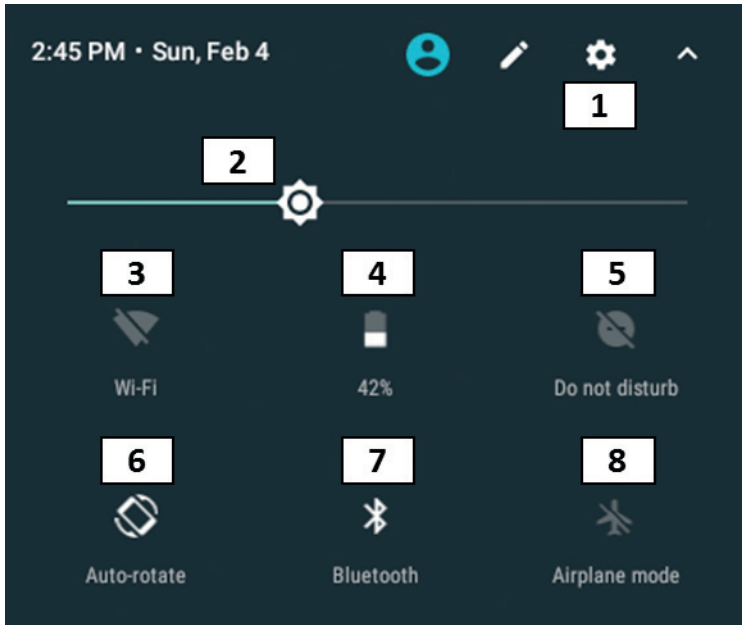 2:45 PM • Sun, Feb 4
1
2
3 4 5
Wi-Fi 42% Do not disturb
6 7 8
Auto-rotate Bluetooth Airplane mode